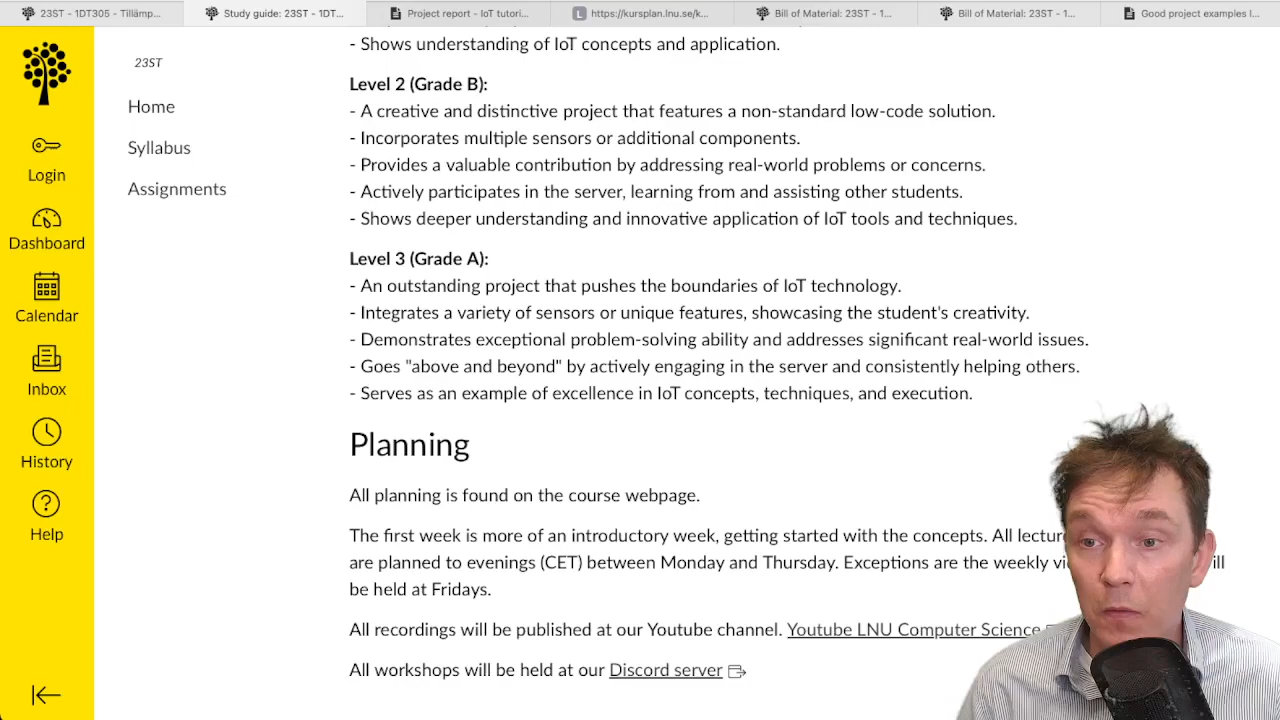 23ST - 1DT305 - Tillämp...
Study guide: 23ST - 1DT...
Project report - IoT tutori...
L https://kursplan.lnu.se/k...
Bill of Material: 23ST - 1...
Bill of Material: 23ST - 1...
Good project examples I...
- Shows understanding of IoT concepts and application.
23ST
Home
Syllabus
Assignments
Login
Dashboard
Calendar
Inbox
History
Help
Level 2 (Grade B):
- A creative and distinctive project that features a non-standard low-code solution.
- Incorporates multiple sensors or additional components.
- Provides a valuable contribution by addressing real-world problems or concerns.
- Actively participates in the server, learning from and assisting other students.
- Shows deeper understanding and innovative application of IoT tools and techniques.
Level 3 (Grade A):
- An outstanding project that pushes the boundaries of IoT technology.
- Integrates a variety of sensors or unique features, showcasing the student's creativity.
- Demonstrates exceptional problem-solving ability and addresses significant real-world issues.
- Goes "above and beyond" by actively engaging in the server and consistently helping others.
- Serves as an example of excellence in IoT concepts, techniques, and execution.
Planning
All planning is found on the course webpage.
The first week is more of an introductory week, getting started with the concepts. All
are planned to evenings (CET) between Monday and Thursday. Exceptions are the weekly
be held at Fridays.
All recordings will be published at our Youtube channel. Youtube LNU Computer Science
All workshops will be held at our Discord server